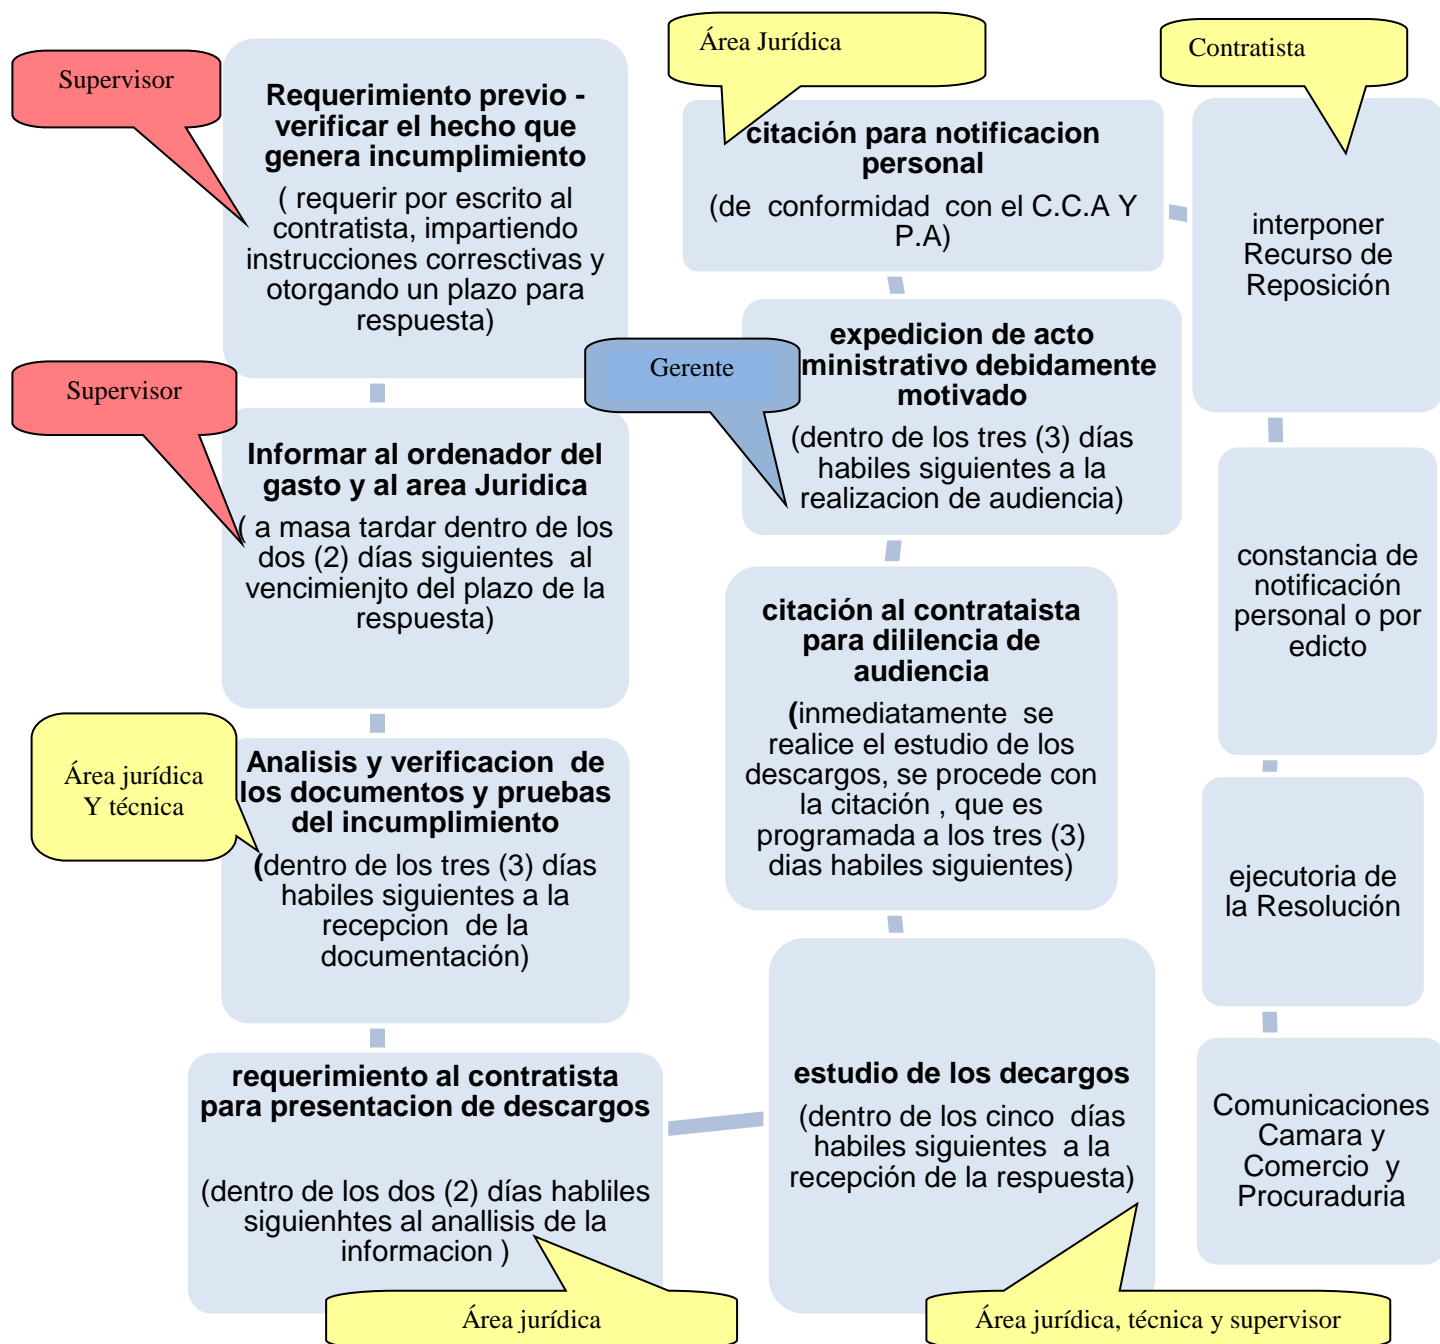 Supervisor
Requerimiento previo -
verificar el hecho que
genera incumplimiento
( requerir por escrito al
contratista, impartiendo
instrucciones corresctivas y
otorgando un plazo para
respuesta)
Supervisor
Informar al ordenador del
gasto y al area Juridica
( a masa tardar dentro de los
dos (2) días siguientes al
vencimienjto del plazo de la
respuesta)
Área jurídica
Y técnica
Analisis y verificacion de
los documentos y pruebas
del incumplimiento
(dentro de los tres (3) días
habiles siguientes a la
recepcion de la
documentación)
requerimiento al contratista
para presentacion de descargos
(dentro de los dos (2) días habliles
siguienhtes al anallisis de la
informacion )
Área jurídica
estudio de los decargos
(dentro de los cinco días
habiles siguientes a la
recepción de la respuesta)
Área jurídica, técnica y supervisor
citación al contrataista
para dililencia de
audiencia
(inmediatamente se
realice el estudio de los
descargos, se procede con
la citación , que es
programada a los tres (3)
dias habiles siguientes)
Gerente
expedicion de acto
ministrativo debidamente
motivado
(dentro de los tres (3) días
habiles siguientes a la
realizacion de audiencia)
Área Jurídica
citación para notificacion
personal
(de conformidad con el C.C.A Y
P.A)
Contratista
interponer
Recurso de
Reposición
constancia de
notificación
personal o por
edicto
ejecutoria de
la Resolución
Comunicaciones
Camara y
Comercio y
Procuraduria